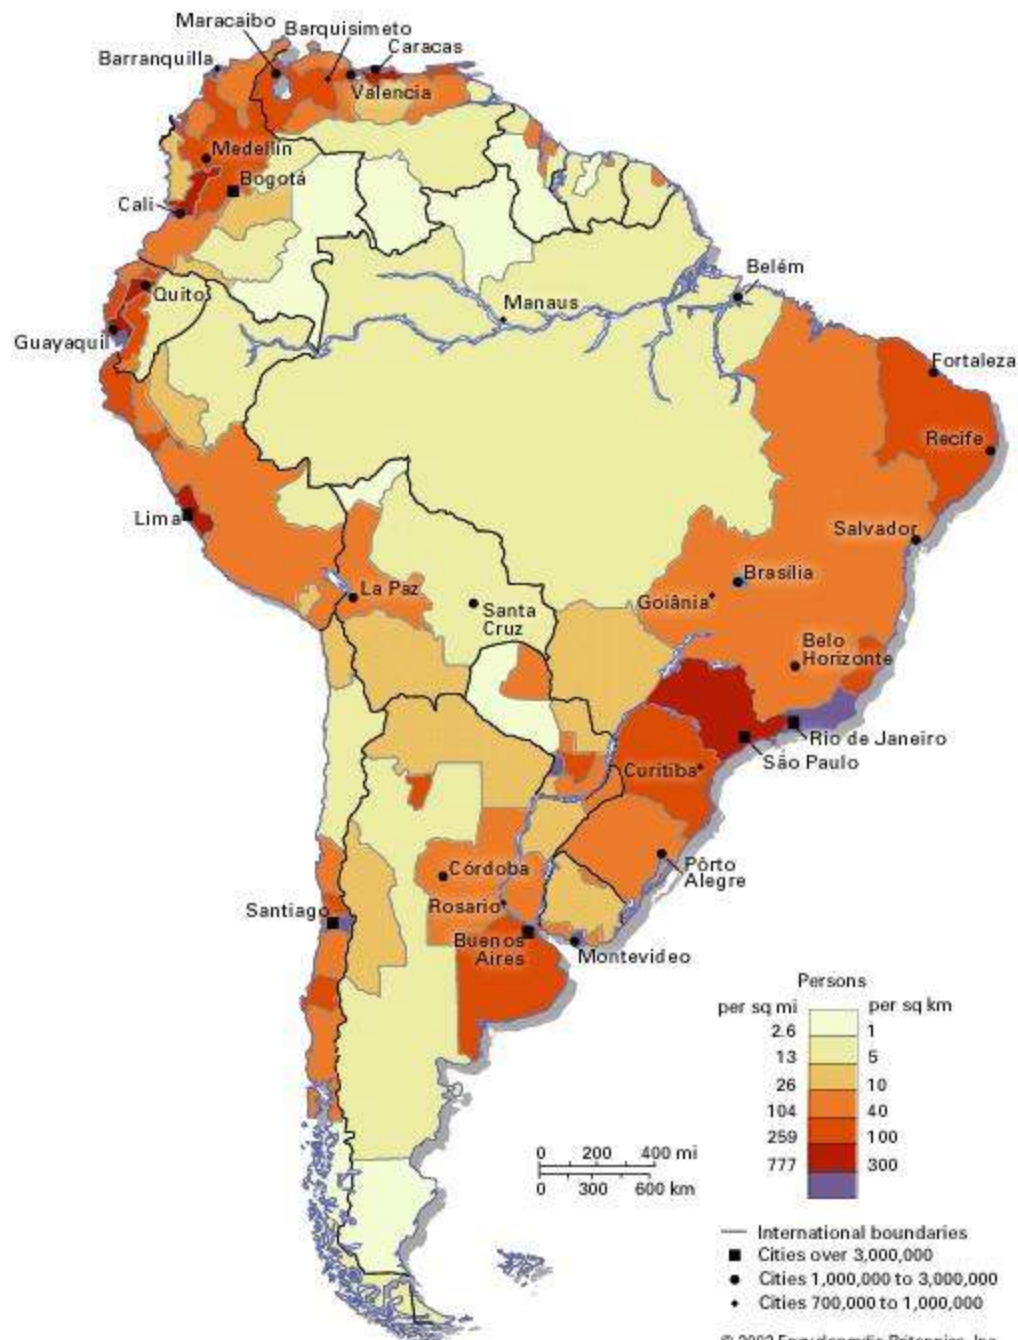 Maracaibo
Barquisimeto
Caracas
Barranquilla
Valencia
Medellín
Bogotá
Cali
Quito
Guayaquil
Belém
Manaus
Fortaleza
Recife
Lima
Salvador
La Paz
Brasília
Goiânia
Santa
Cruz
Belo
Horizonte
Rio de Janeiro
São Paulo
Curitiba
Córdoba
Pôrto
Alegre
Rosario
Santiago
Buenos
Aires
Montevideo
Persons
per sq mi per sq km
2.6 1
13 5
26 10
104 40
259 100
777 300
0 200 400 mi
0 300 600 km
International boundaries
Cities over 3,000,000
Cities 1,000,000 to 3,000,000
Cities 700,000 to 1,000,000